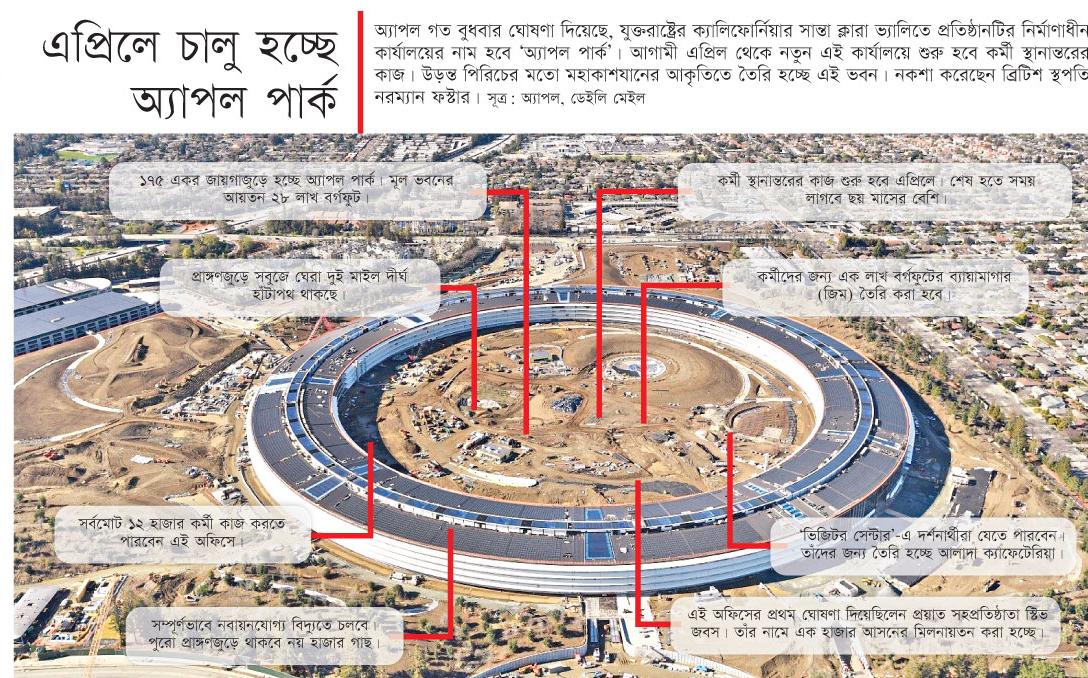 এপ্রিলে চালু হচ্ছে
অ্যাপল পার্ক
অ্যাপল গত বুধবার ঘোষণা দিয়েছে, যুক্তরাষ্ট্রের ক্যালিফোর্নিয়ার সান্তা ক্লারা ভ্যালিতে প্রতিষ্ঠানটির নির্মাণাধীন
কার্যালয়ের নাম হবে ‘অ্যাপল পার্ক’। আগামী এপ্রিল থেকে নতুন এই কার্যালয়ে শুরু হবে কর্মী স্থানান্তরের
কাজ। উড়ন্ত পিরিচের মতো মহাকাশযানের আকৃতিতে তৈরি হচ্ছে এই ভবন। নকশা করেছেন ব্রিটিশ স্থপতি
নরম্যান ফস্টার। সূত্র: অ্যাপল, ডেইলি মেইল
১৭৫ একর জায়গাজুড়ে হচ্ছে অ্যাপল পার্ক। মূল ভবনের
আয়তন ২৮ লাখ বর্গফুট।
কর্মী স্থানান্তরের কাজ শুরু হবে এপ্রিলে। শেষ হতে সময়
লাগবে ছয় মাসের বেশি।
প্রাঙ্গণজুড়ে সবুজে ঘেরা দুই মাইল দীর্ঘ
হাঁটাপথ থাকছে।
কর্মীদের জন্য এক লাখ বর্গফুটের ব্যায়ামাগার
(জিম) তৈরি করা হবে।
সর্বমোট ১২ হাজার কর্মী কাজ করতে
পারবেন এই অফিসে।
‘ভিজিটর সেন্টার’-এ দর্শনার্থীরা যেতে পারবেন।
তাঁদের জন্য তৈরি হচ্ছে আলাদা ক্যাফেটেরিয়া।
সম্পূর্ণভাবে নবায়নযোগ্য বিদ্যুতে চলবে।
পুরো প্রাঙ্গণজুড়ে থাকবে নয় হাজার গাছ।
এই অফিসের প্রথম ঘোষণা দিয়েছিলেন প্রয়াত সহপ্রতিষ্ঠাতা স্টিভ
জবস। তাঁর নামে এক হাজার আসনের মিলনায়তন করা হচ্ছে।